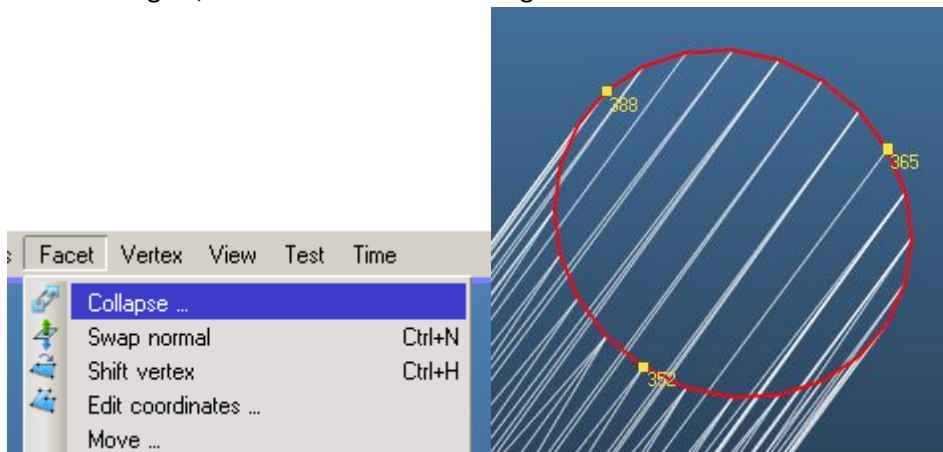 388
365
352
Facet Vertex View Test Time
Collapse ...
Swap normal Ctrl+N
Shift vertex Ctrl+H
Edit coordinates ...
Move ...